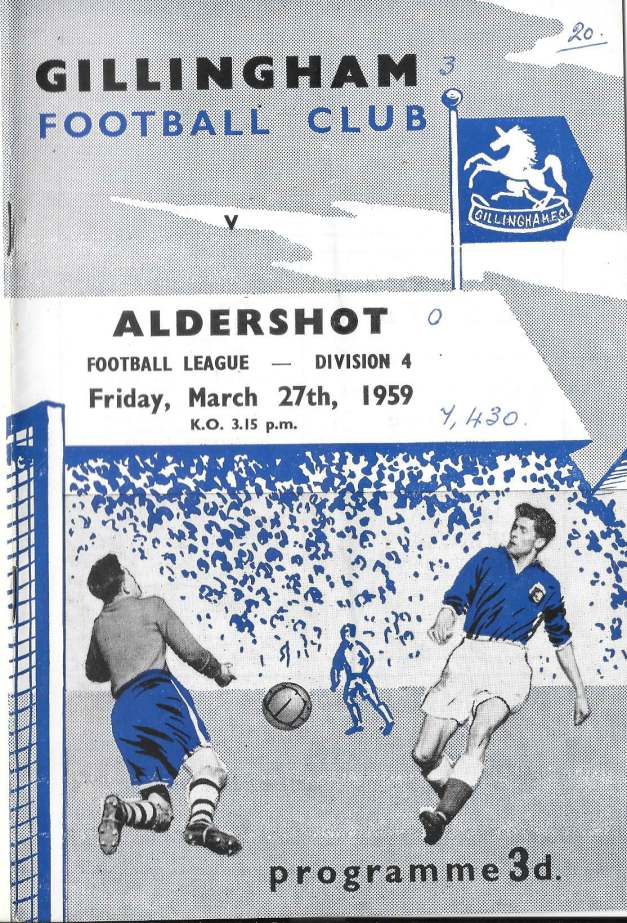 20.
GILLINGHAM 3
FOOTBALL CLUB
GILLINGHAM F.C.
v
ALDERSHOT 0
FOOTBALL LEAGUE — DIVISION 4
Friday, March 27th, 1959
K.O. 3.15 p.m.
7,430.
programme 3d.